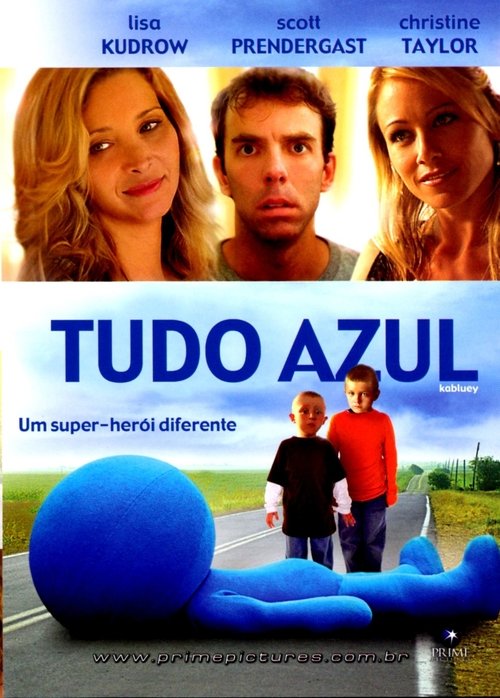 lisa scott christine
KUDROW PRENDERGAST TAYLOR
TUDO AZUL
kabluey
Um super-herói diferente
www.primepictures.com.br
PRIME